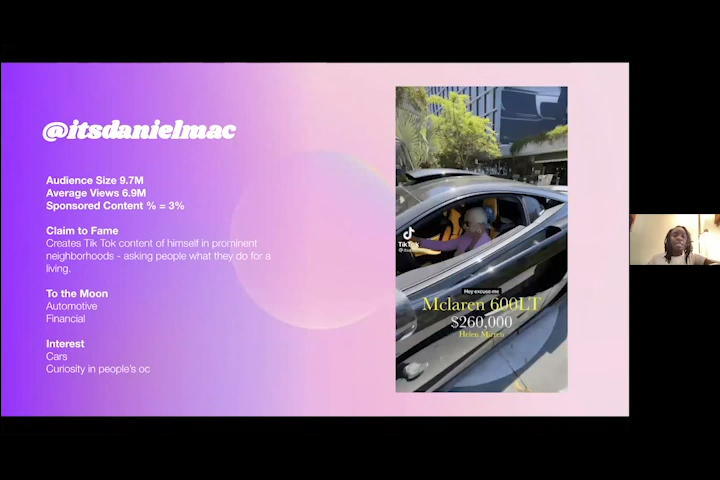 @itsdanielmac
Audience Size 9.7M
Average Views 6.9M
Sponsored Content % = 3%
Claim to Fame
Creates Tik Tok content of himself in prominent
neighborhoods - asking people what they do for a
living.
To the Moon
Automotive
Financial
Interest
Cars
Curiosity in people's oc
TikTok
Hey excuse me
Mclaren 600LT
$260,000
Helen Mirren